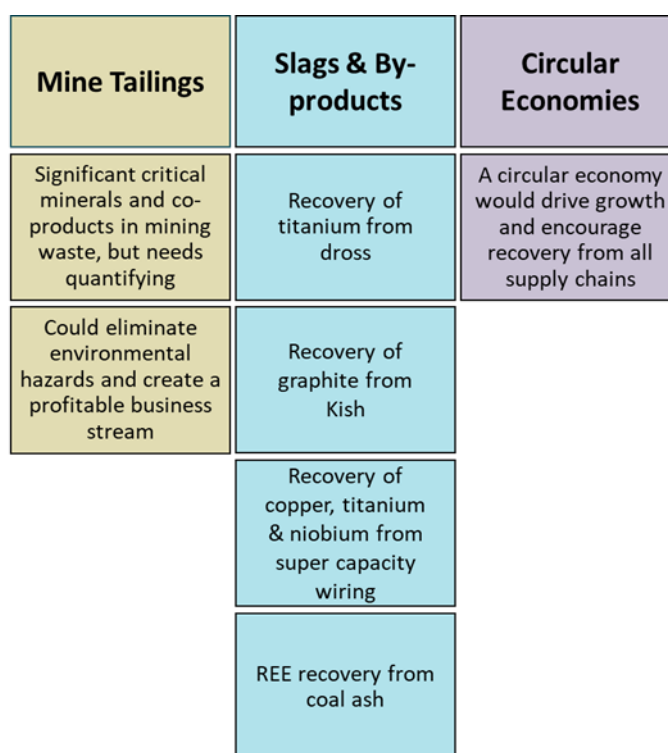 Mine Tailings
Significant critical
minerals and co-
products in mining
waste, but needs
quantifying
Could eliminate
environmental
hazards and create a
profitable business
stream
Slags & By-
products
Recovery of
titanium from
dross
Recovery of
graphite from
Kish
Recovery of
copper, titanium
& niobium from
super capacity
wiring
REE recovery from
coal ash
Circular
Economies
A circular economy
would drive growth
and encourage
recovery from all
supply chains